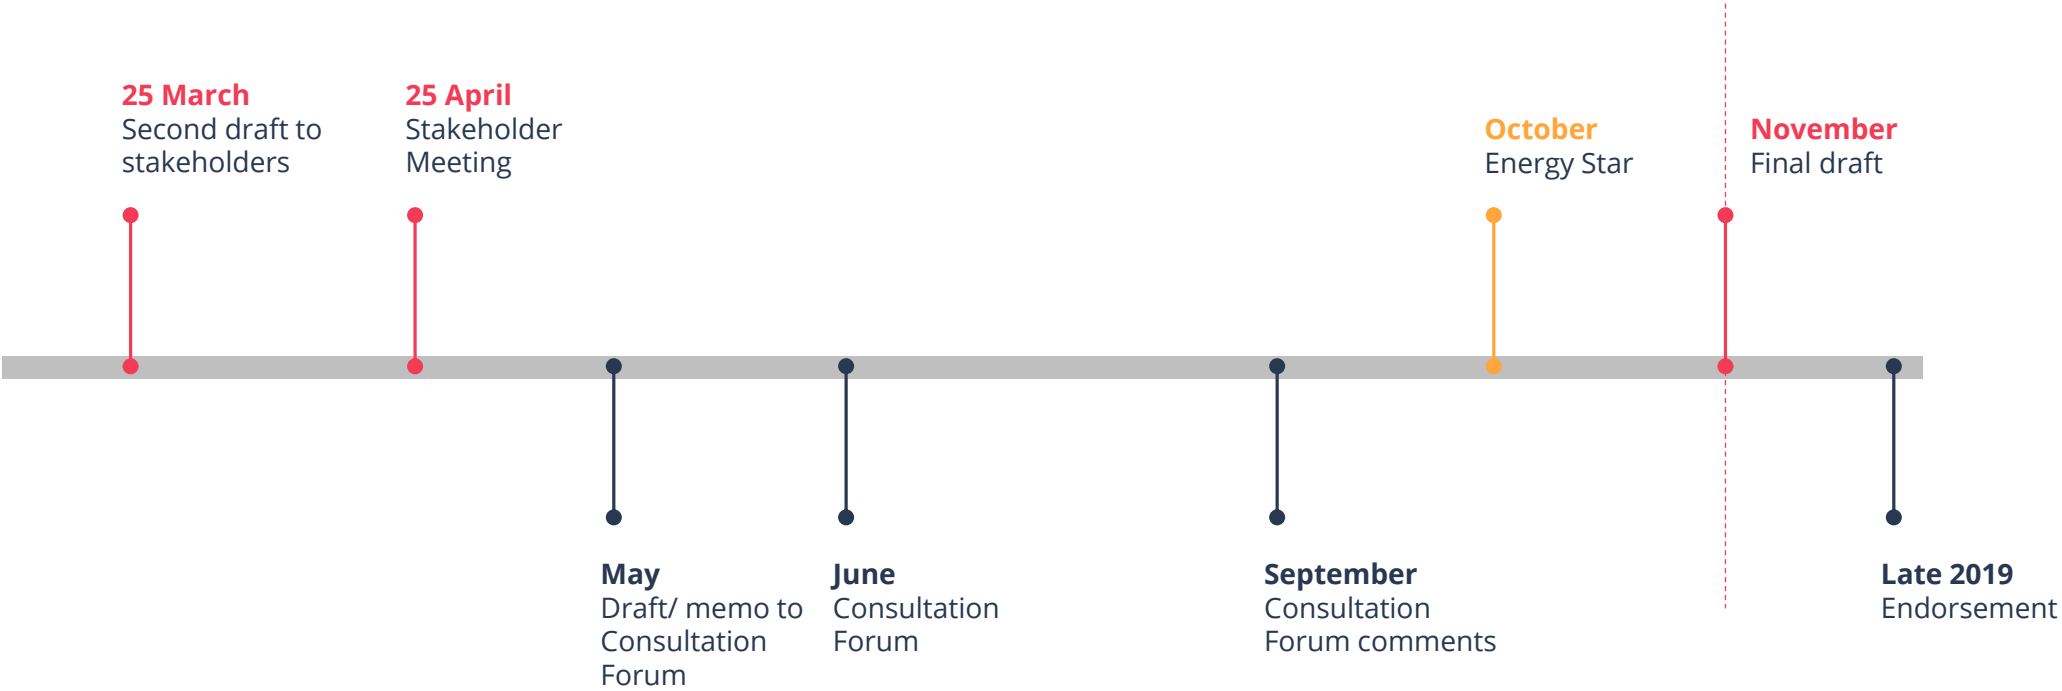 25 March
Second draft to
stakeholders
25 April
Stakeholder
Meeting
October
Energy Star
November
Final draft
May
Draft/ memo to
Consultation
Forum
June
Consultation
Forum
September
Consultation
Forum comments
Late 2019
Endorsement